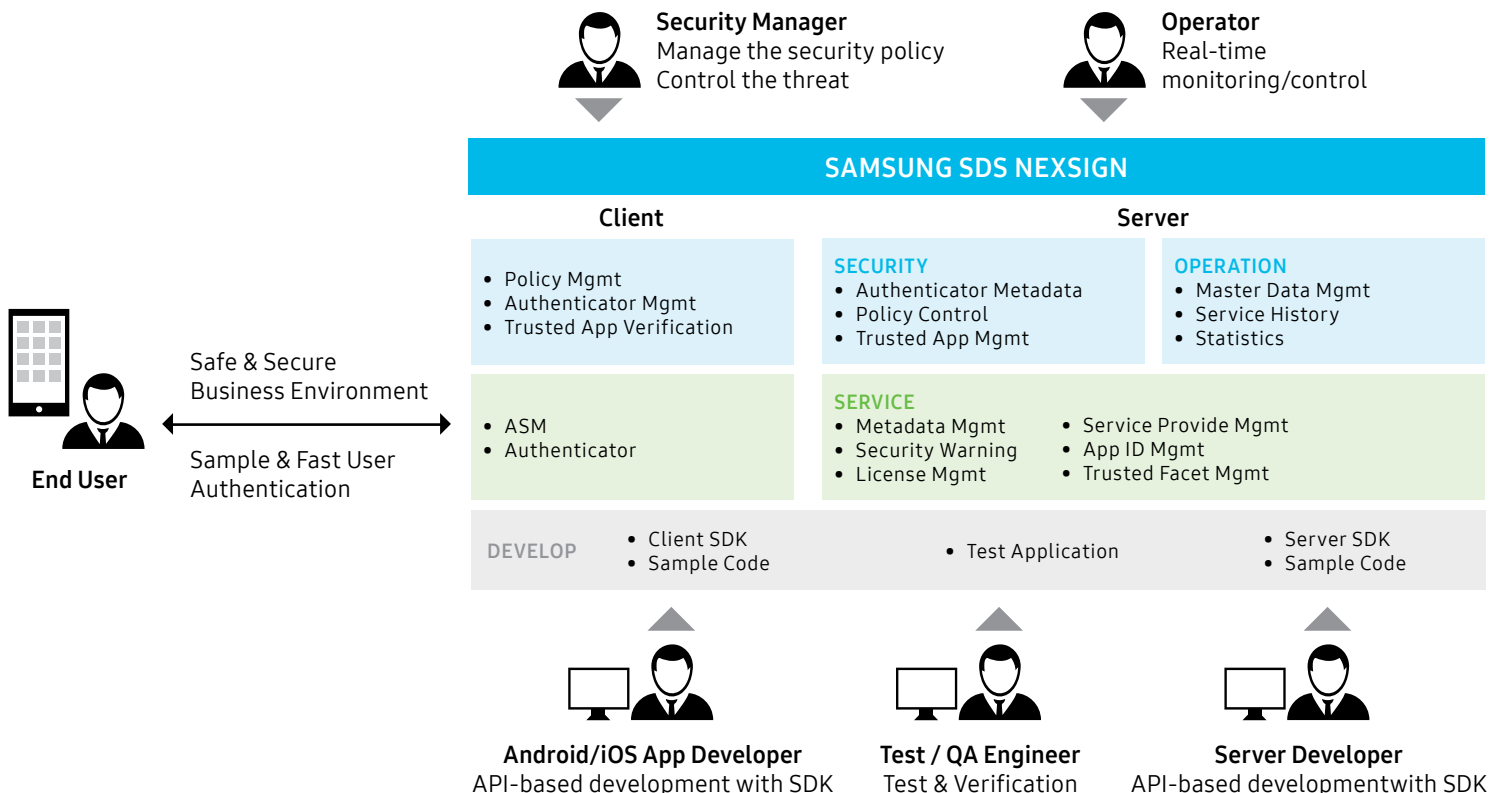 Security Manager
Manage the security policy
Control the threat
Operator
Real-time
monitoring/control
SAMSUNG SDS NEXSIGN
Client
Server
• Policy Mgmt
• Authenticator Mgmt
• Trusted App Verification
SECURITY
• Authenticator Metadata
• Policy Control
• Trusted App Mgmt
OPERATION
• Master Data Mgmt
• Service History
• Statistics
Safe & Secure
Business Environment
Sample & Fast User
Authentication
End User
• ASM
• Authenticator
SERVICE
• Metadata Mgmt
• Security Warning
• License Mgmt
• Service Provide Mgmt
• App ID Mgmt
• Trusted Facet Mgmt
DEVELOP
• Client SDK
• Sample Code
• Test Application
• Server SDK
• Sample Code
Android/iOS App Developer
API-based development with SDK
Test / QA Engineer
Test & Verification
Server Developer
API-based developmentwith SDK